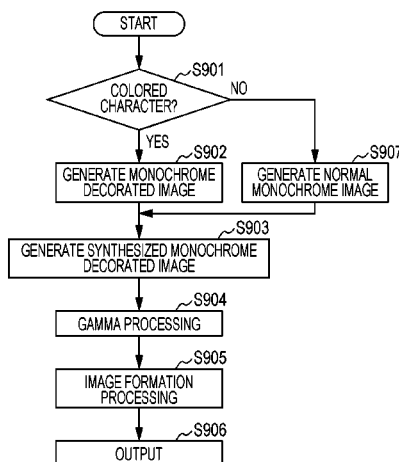 START
S901
COLORED
CHARACTER?
NO
YES
S902
S907
GENERATE MONOCHROME
DECORATED IMAGE
GENERATE NORMAL
MONOCHROME IMAGE
S903
GENERATE SYNTHESIZED MONOCHROME
DECORATED IMAGE
S904
GAMMA PROCESSING
S905
IMAGE FORMATION
PROCESSING
S906
OUTPUT